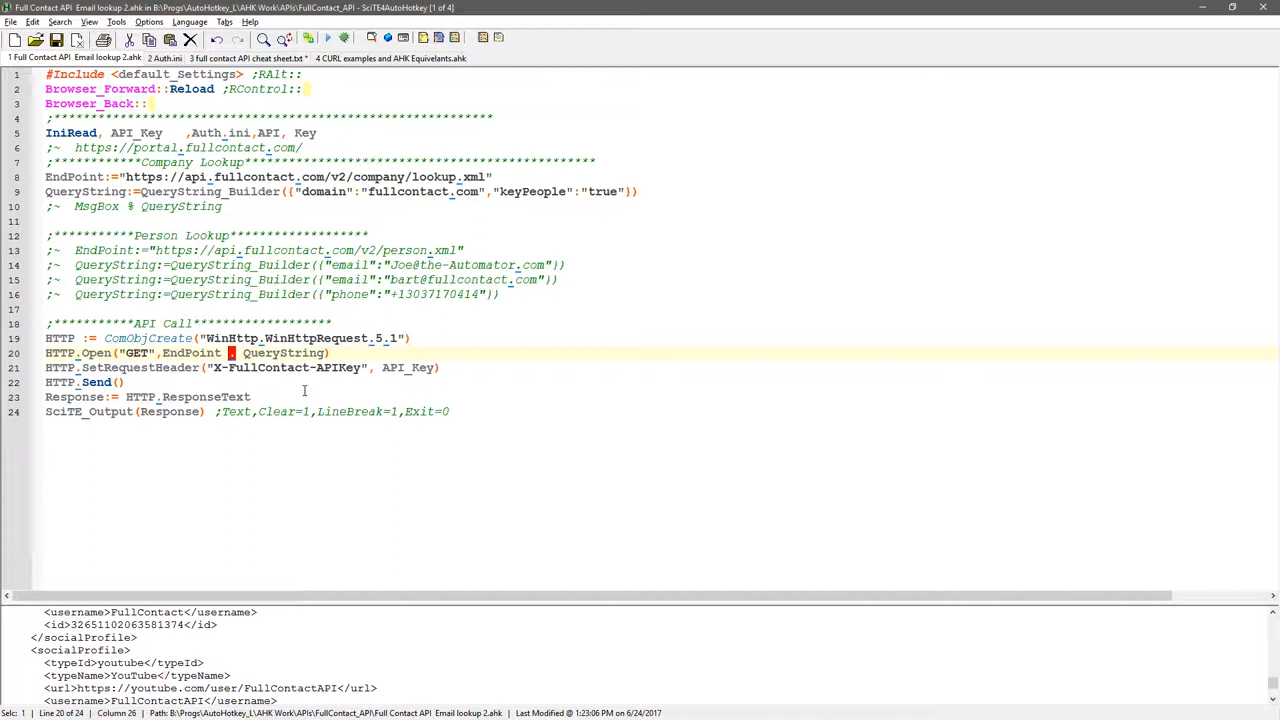 Full Contact API Email lookup 2.ahk in B:\Progs\AutoHotkey_L\AHK Work\APIs\FullContact_API - SciTE4AutoHotkey [1 of 4]
File Edit Search View Tools Options Language Tabs Help
1 Full Contact API Email lookup 2.ahk 2 Auth.ini 3 full contact API cheat sheet.txt * 4 CURL examples and AHK Equivelants.ahk
1 #Include <default_Settings> ;RAlt::
2 Browser_Forward::Reload ;RControl::
3 Browser_Back::
4 ;**********************************************************
5 IniRead, API_Key ,Auth.ini,API, Key
6 ;~ https://portal.fullcontact.com/
7 ;************Company Lookup************************************************
8 EndPoint:="https://api.fullcontact.com/v2/company/lookup.xml"
9 QueryString:=QueryString_Builder({"domain":"fullcontact.com","keyPeople":"true"})
10 ;~ MsgBox % QueryString
11
12 ;***********Person Lookup*******************
13 ;~ EndPoint:="https://api.fullcontact.com/v2/person.xml"
14 ;~ QueryString:=QueryString_Builder({"email":"Joe@the-Automator.com"})
15 ;~ QueryString:=QueryString_Builder({"email":"bart@fullcontact.com"})
16 ;~ QueryString:=QueryString_Builder({"phone":"+13037170414"})
17
18 ;***********API Call*******************
19 HTTP := ComObjCreate("WinHttp.WinHttpRequest.5.1")
20 HTTP.Open("GET",EndPoint . QueryString)
21 HTTP.SetRequestHeader("X-FullContact-APIKey", API_Key)
22 HTTP.Send()
23 Response:= HTTP.ResponseText
24 SciTE_Output(Response) ;Text,Clear=1,LineBreak=1,Exit=0
<username>FullContact</username>
<id>32651102063581374</id>
</socialProfile>
<socialProfile>
<typeId>youtube</typeId>
<typeName>YouTube</typeName>
<url>https://youtube.com/user/FullContactAPI</url>
<username>FullContactAPI</username>
Selc: 1 | Line 20 of 24 | Column 26 | Path: B:\Progs\AutoHotkey_L\AHK Work\APIs\FullContact_API\Full Contact API Email lookup 2.ahk | Last Modified @ 1:23:06 PM on 6/24/2017